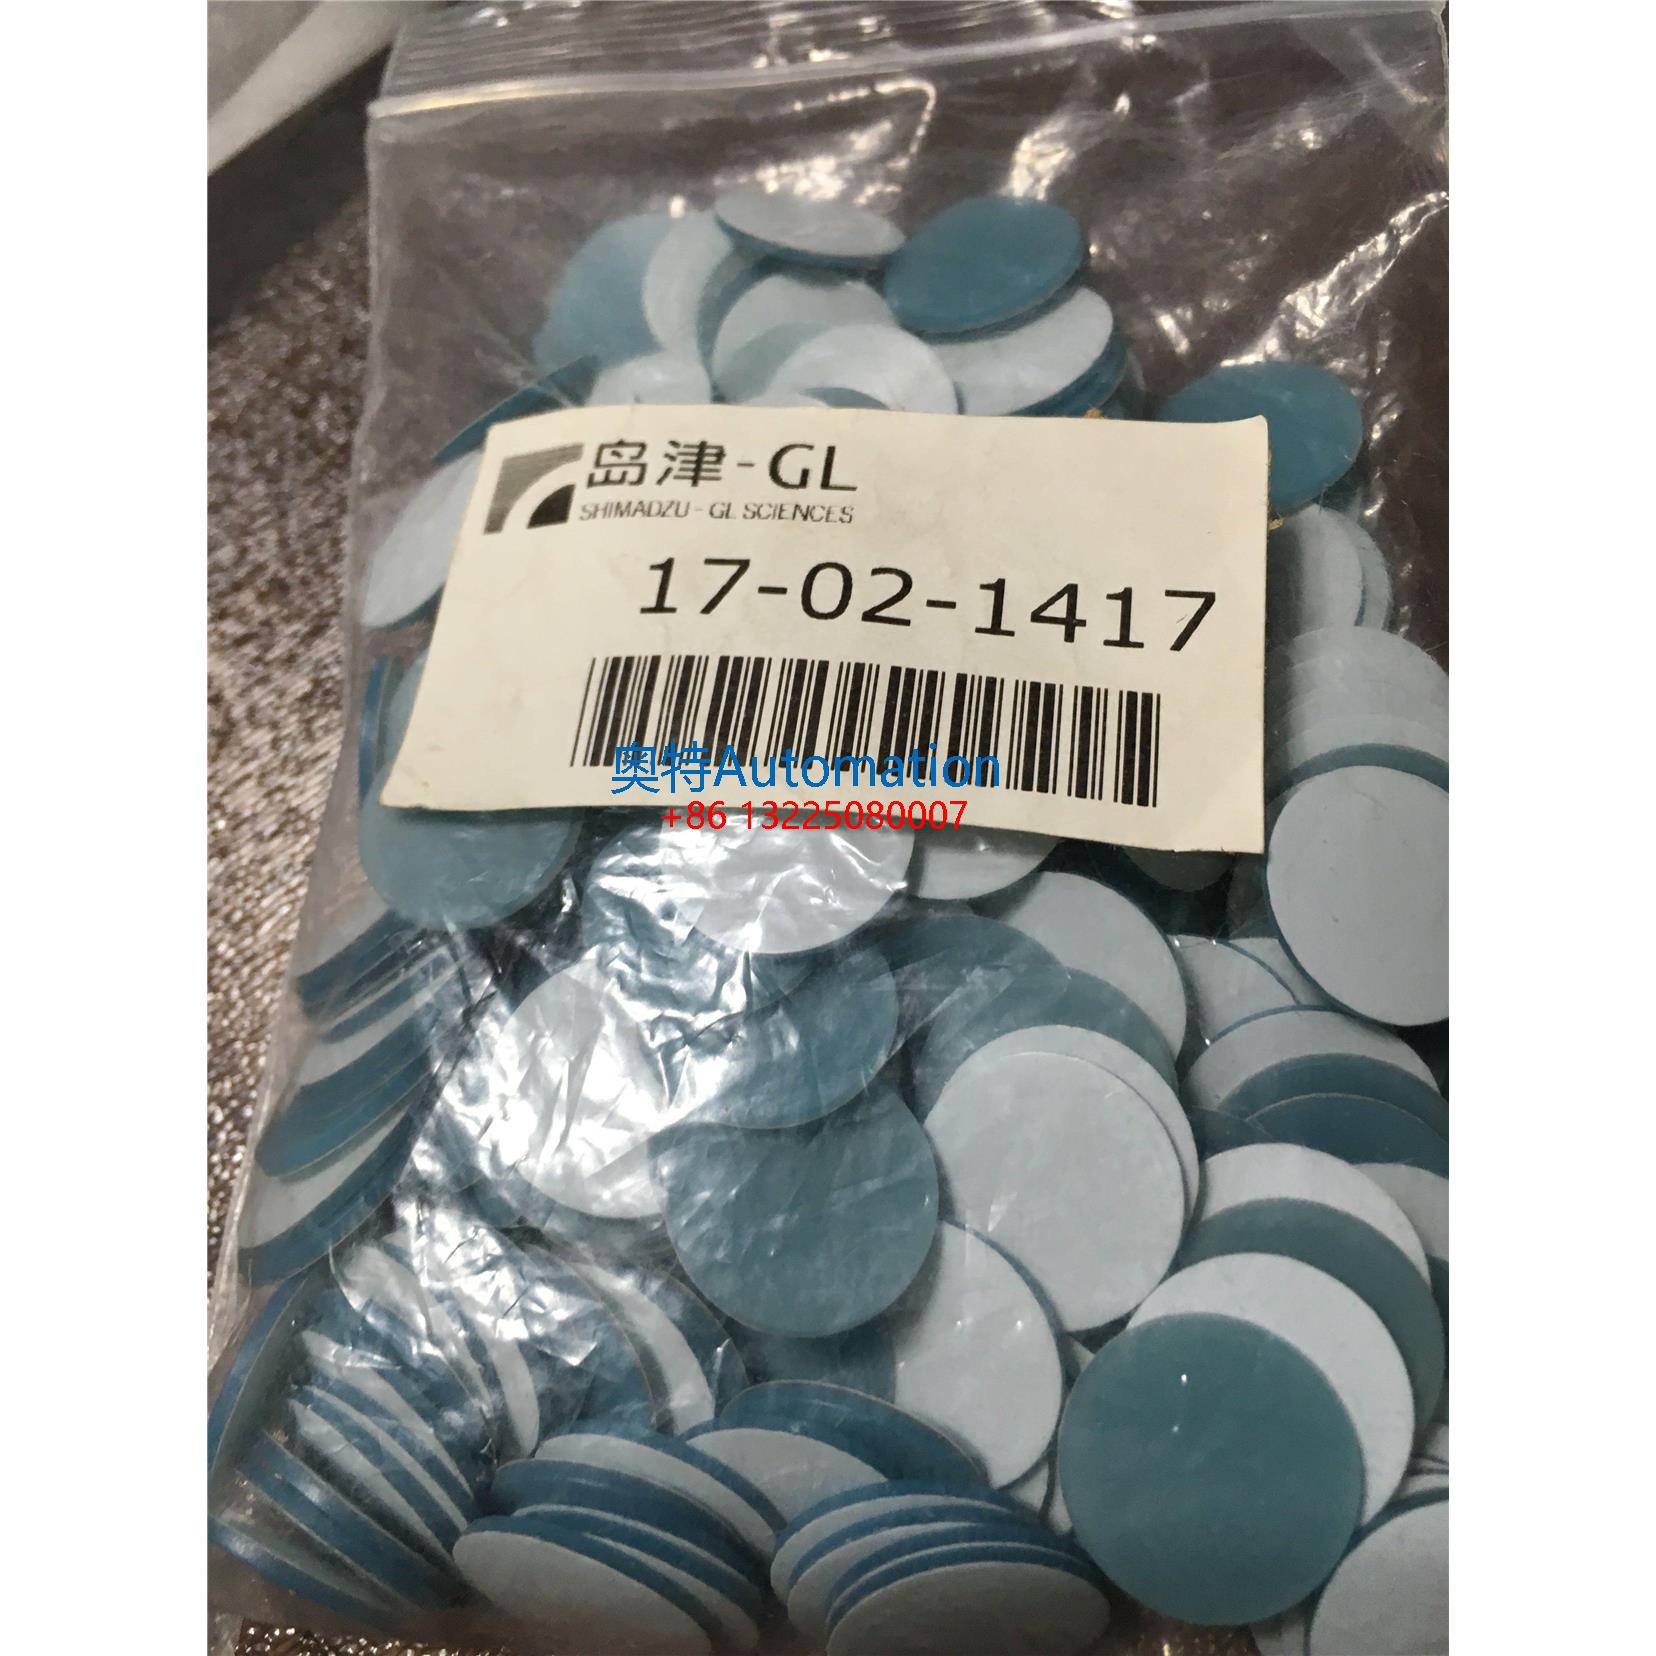 岛津-GL
SHIMADZU - GL SCIENCES
17-02-1417
奥特Automation
+86 13225080007